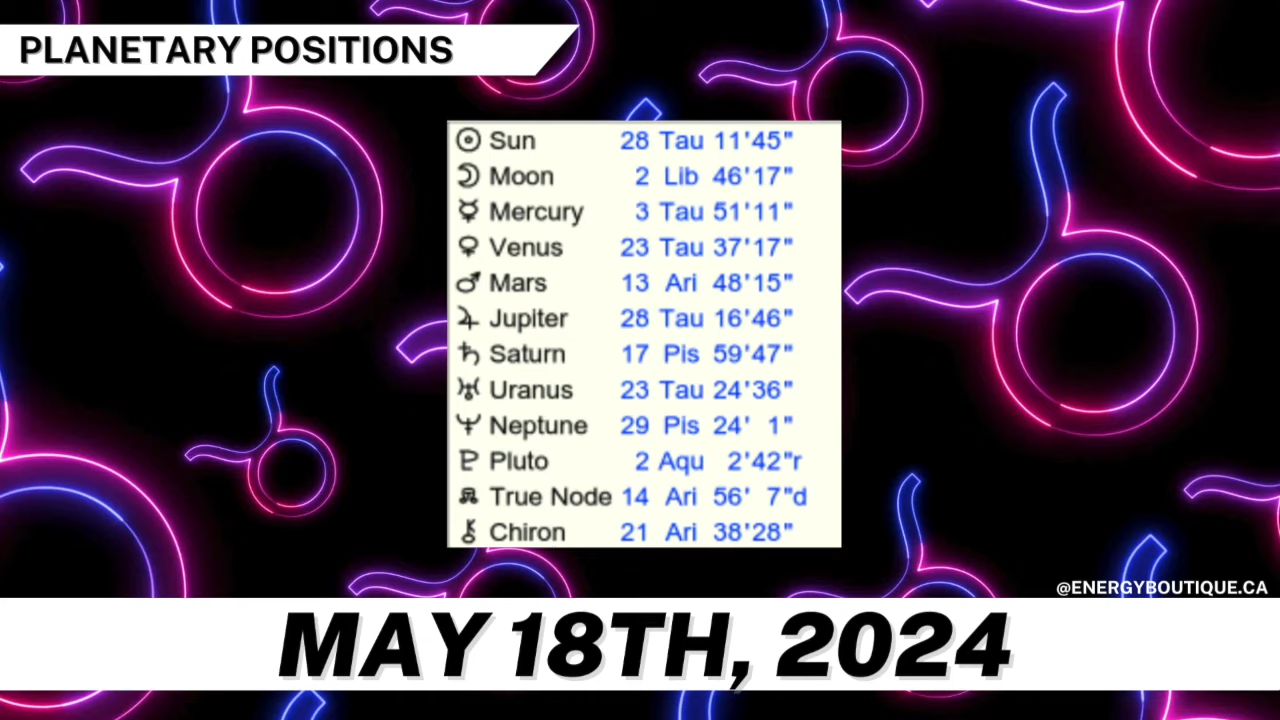 PLANETARY POSITIONS
Sun 28 Tau 11'45"
Moon 2 Lib 46'17"
Mercury 3 Tau 51'11"
Venus 23 Tau 37'17"
Mars 13 Ari 48'15"
Jupiter 28 Tau 16'46"
Saturn 17 Pis 59'47"
Uranus 23 Tau 24'36"
Neptune 29 Pis 24' 1"
Pluto 2 Aqu 2'42"r
True Node 14 Ari 56' 7"d
Chiron 21 Ari 38'28"
@ENERGYBOUTIQUE.CA
MAY 18TH, 2024